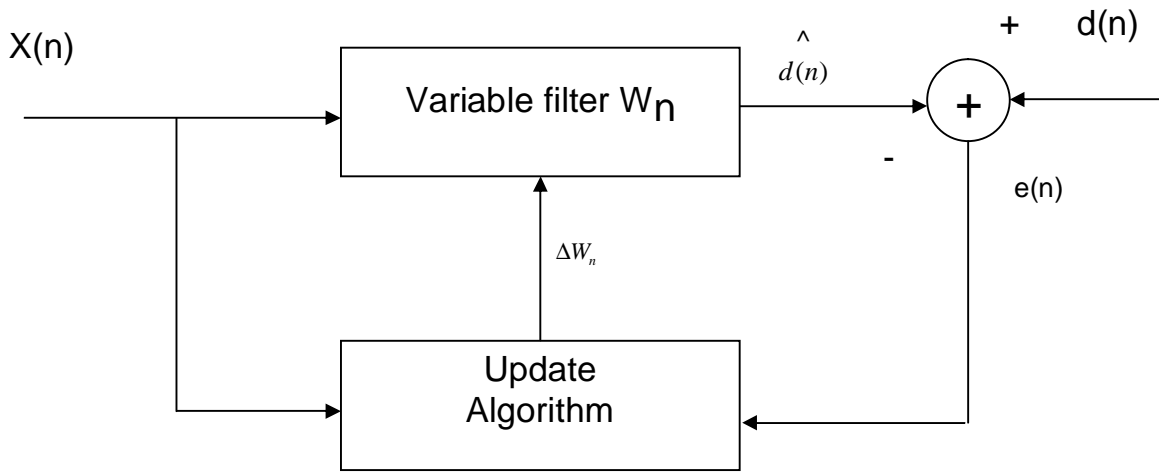 X(n)
Variable filter Wn
^
d(n)
+
d(n)
+
-
e(n)
ΔWn
Update
Algorithm